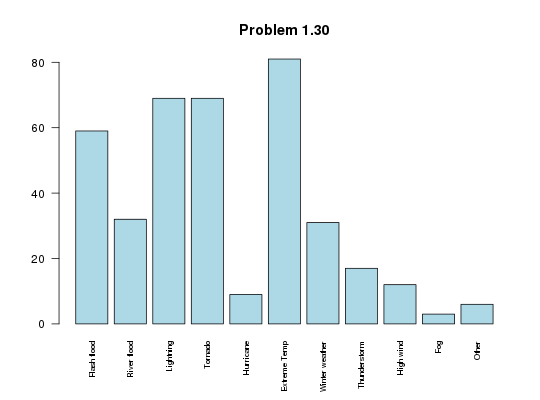 Problem 1.30
80
60
40
20
0
Flash flood
River flood
Lightning
Tornado
Hurricane
Extreme Temp
Winter weather
Thunderstorm
High wind
Fog
Other